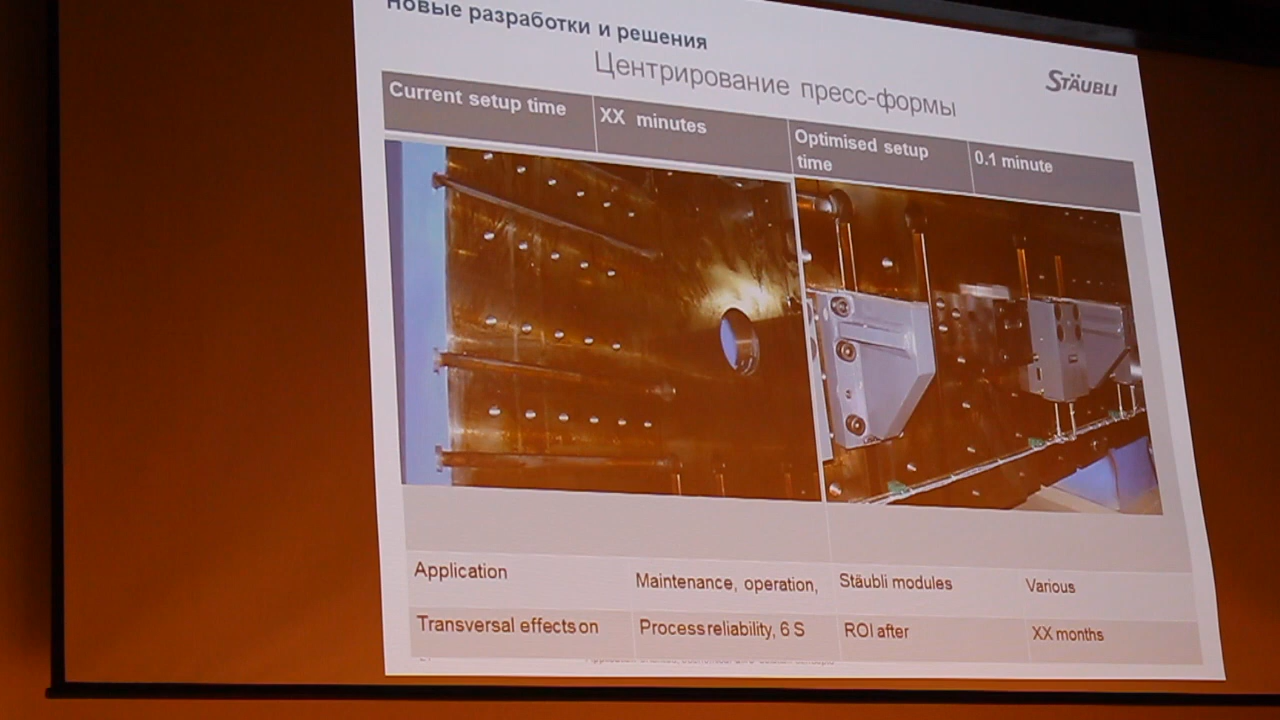 Новые разработки и решения
Центрирование пресс-формы
STÄUBLI
Current setup time
XX minutes
Optimised setup
time
0.1 minute
Application
Maintenance, operation,
Stäubli modules
Various
Transversal effects on
Process reliability, 6 S
ROI after
XX months